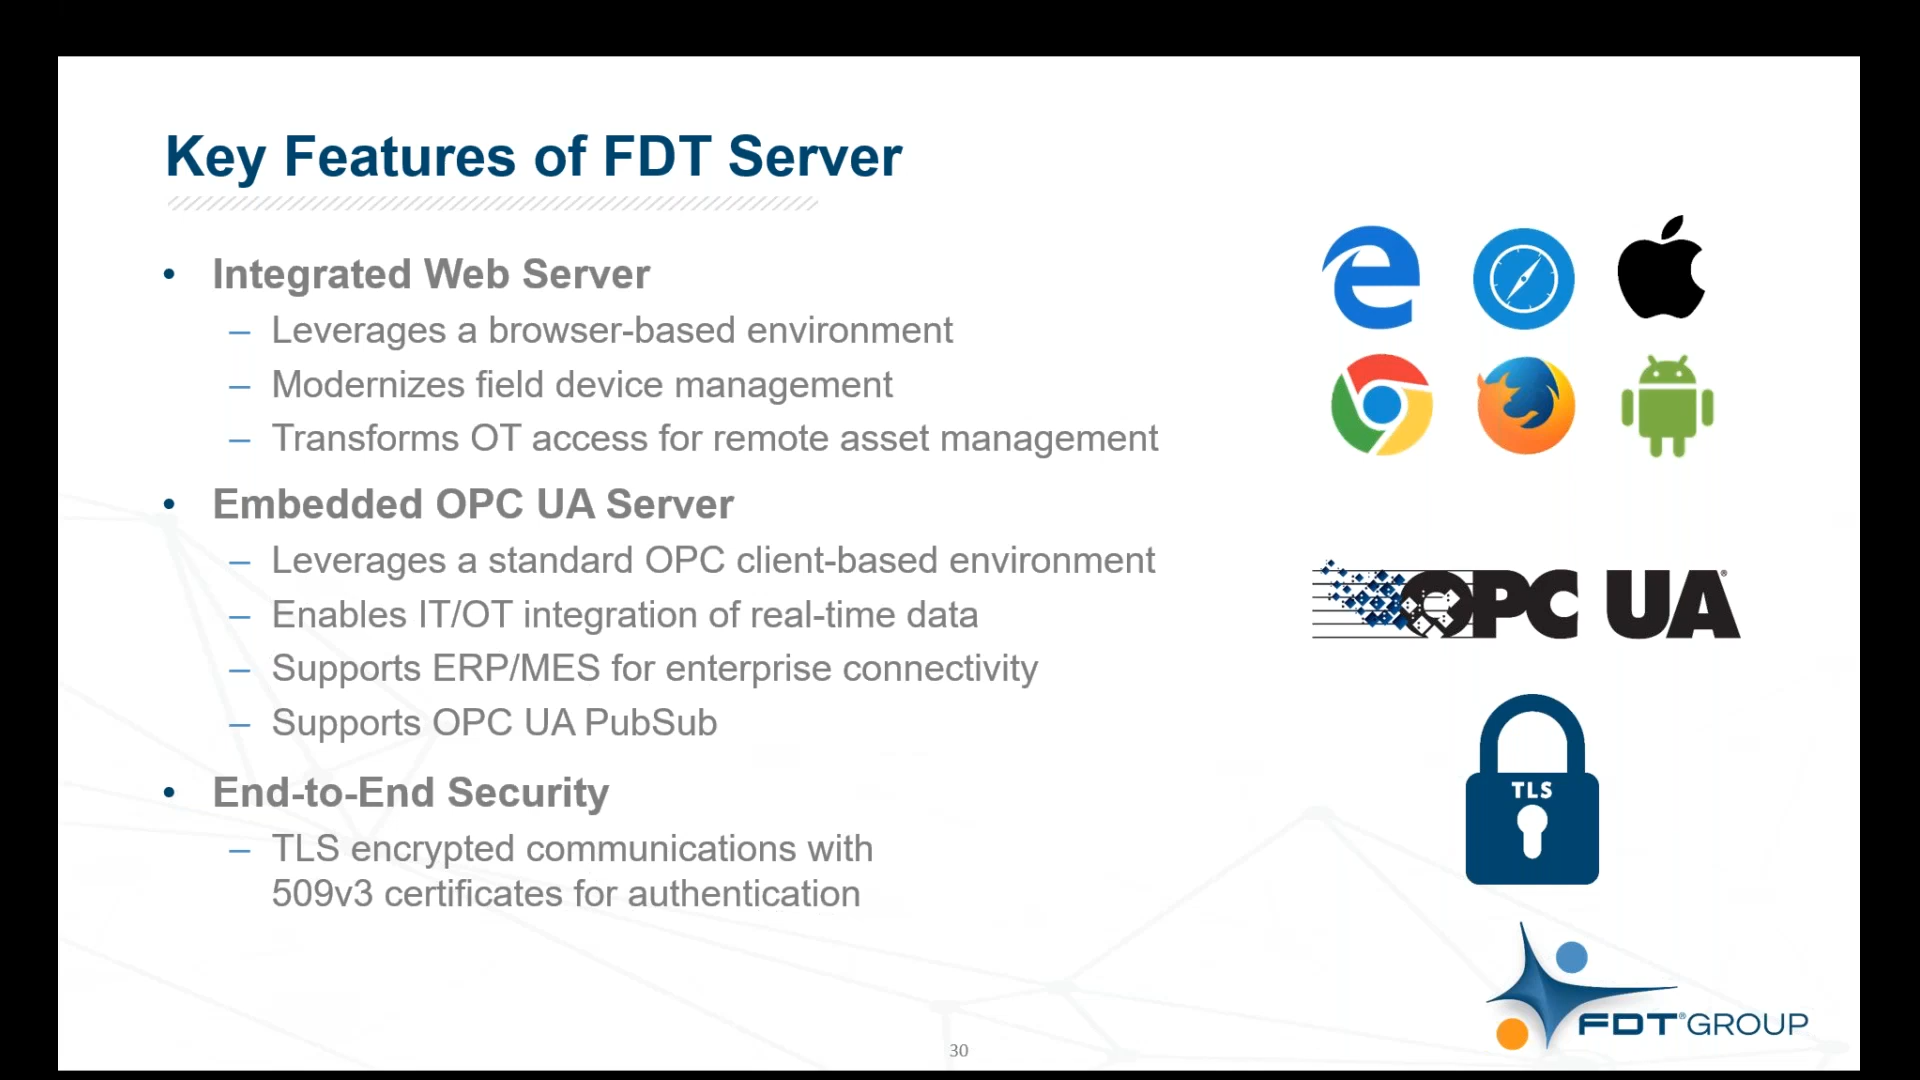 Key Features of FDT Server
• Integrated Web Server
– Leverages a browser-based environment
– Modernizes field device management
– Transforms OT access for remote asset management
• Embedded OPC UA Server
– Leverages a standard OPC client-based environment
– Enables IT/OT integration of real-time data
– Supports ERP/MES for enterprise connectivity
– Supports OPC UA PubSub
• End-to-End Security
– TLS encrypted communications with
509v3 certificates for authentication
OPC UA®
TLS
FDT®GROUP
30